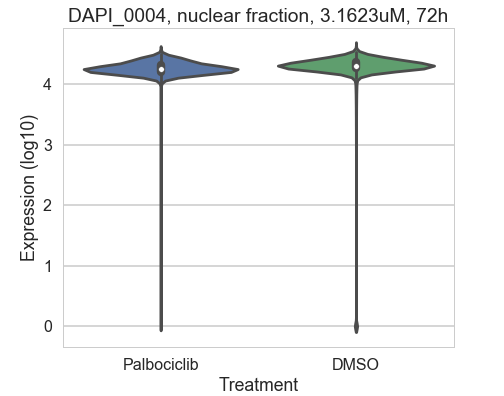 DAPI_0004, nuclear fraction, 3.1623uM, 72h
Expression (log10)
4
3
2
1
0
Palbociclib DMSO
Treatment